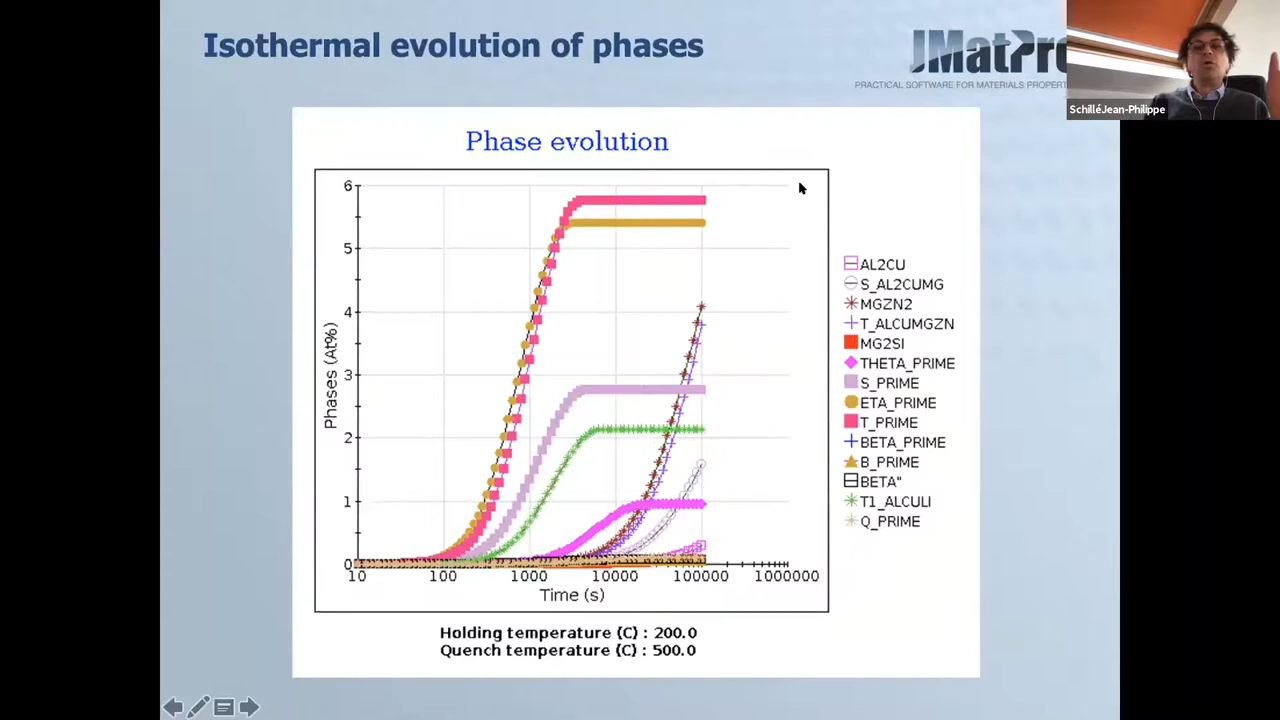 Isothermal evolution of phases
JMatPr
PRACTICAL SOFTWARE FOR MATERIALS PROPERT
SchilléJean-Philippe
Phase evolution
6
5
4
3
2
1
0
Phases (At%)
10 100 1000 10000 100000 1000000
Time (s)
AL2CU
S_AL2CUMG
MGZN2
T_ALCUMGZN
MG2SI
THETA_PRIME
S_PRIME
ETA_PRIME
T_PRIME
BETA_PRIME
B_PRIME
BETA"
T1_ALCULI
Q_PRIME
Holding temperature (C) : 200.0
Quench temperature (C) : 500.0